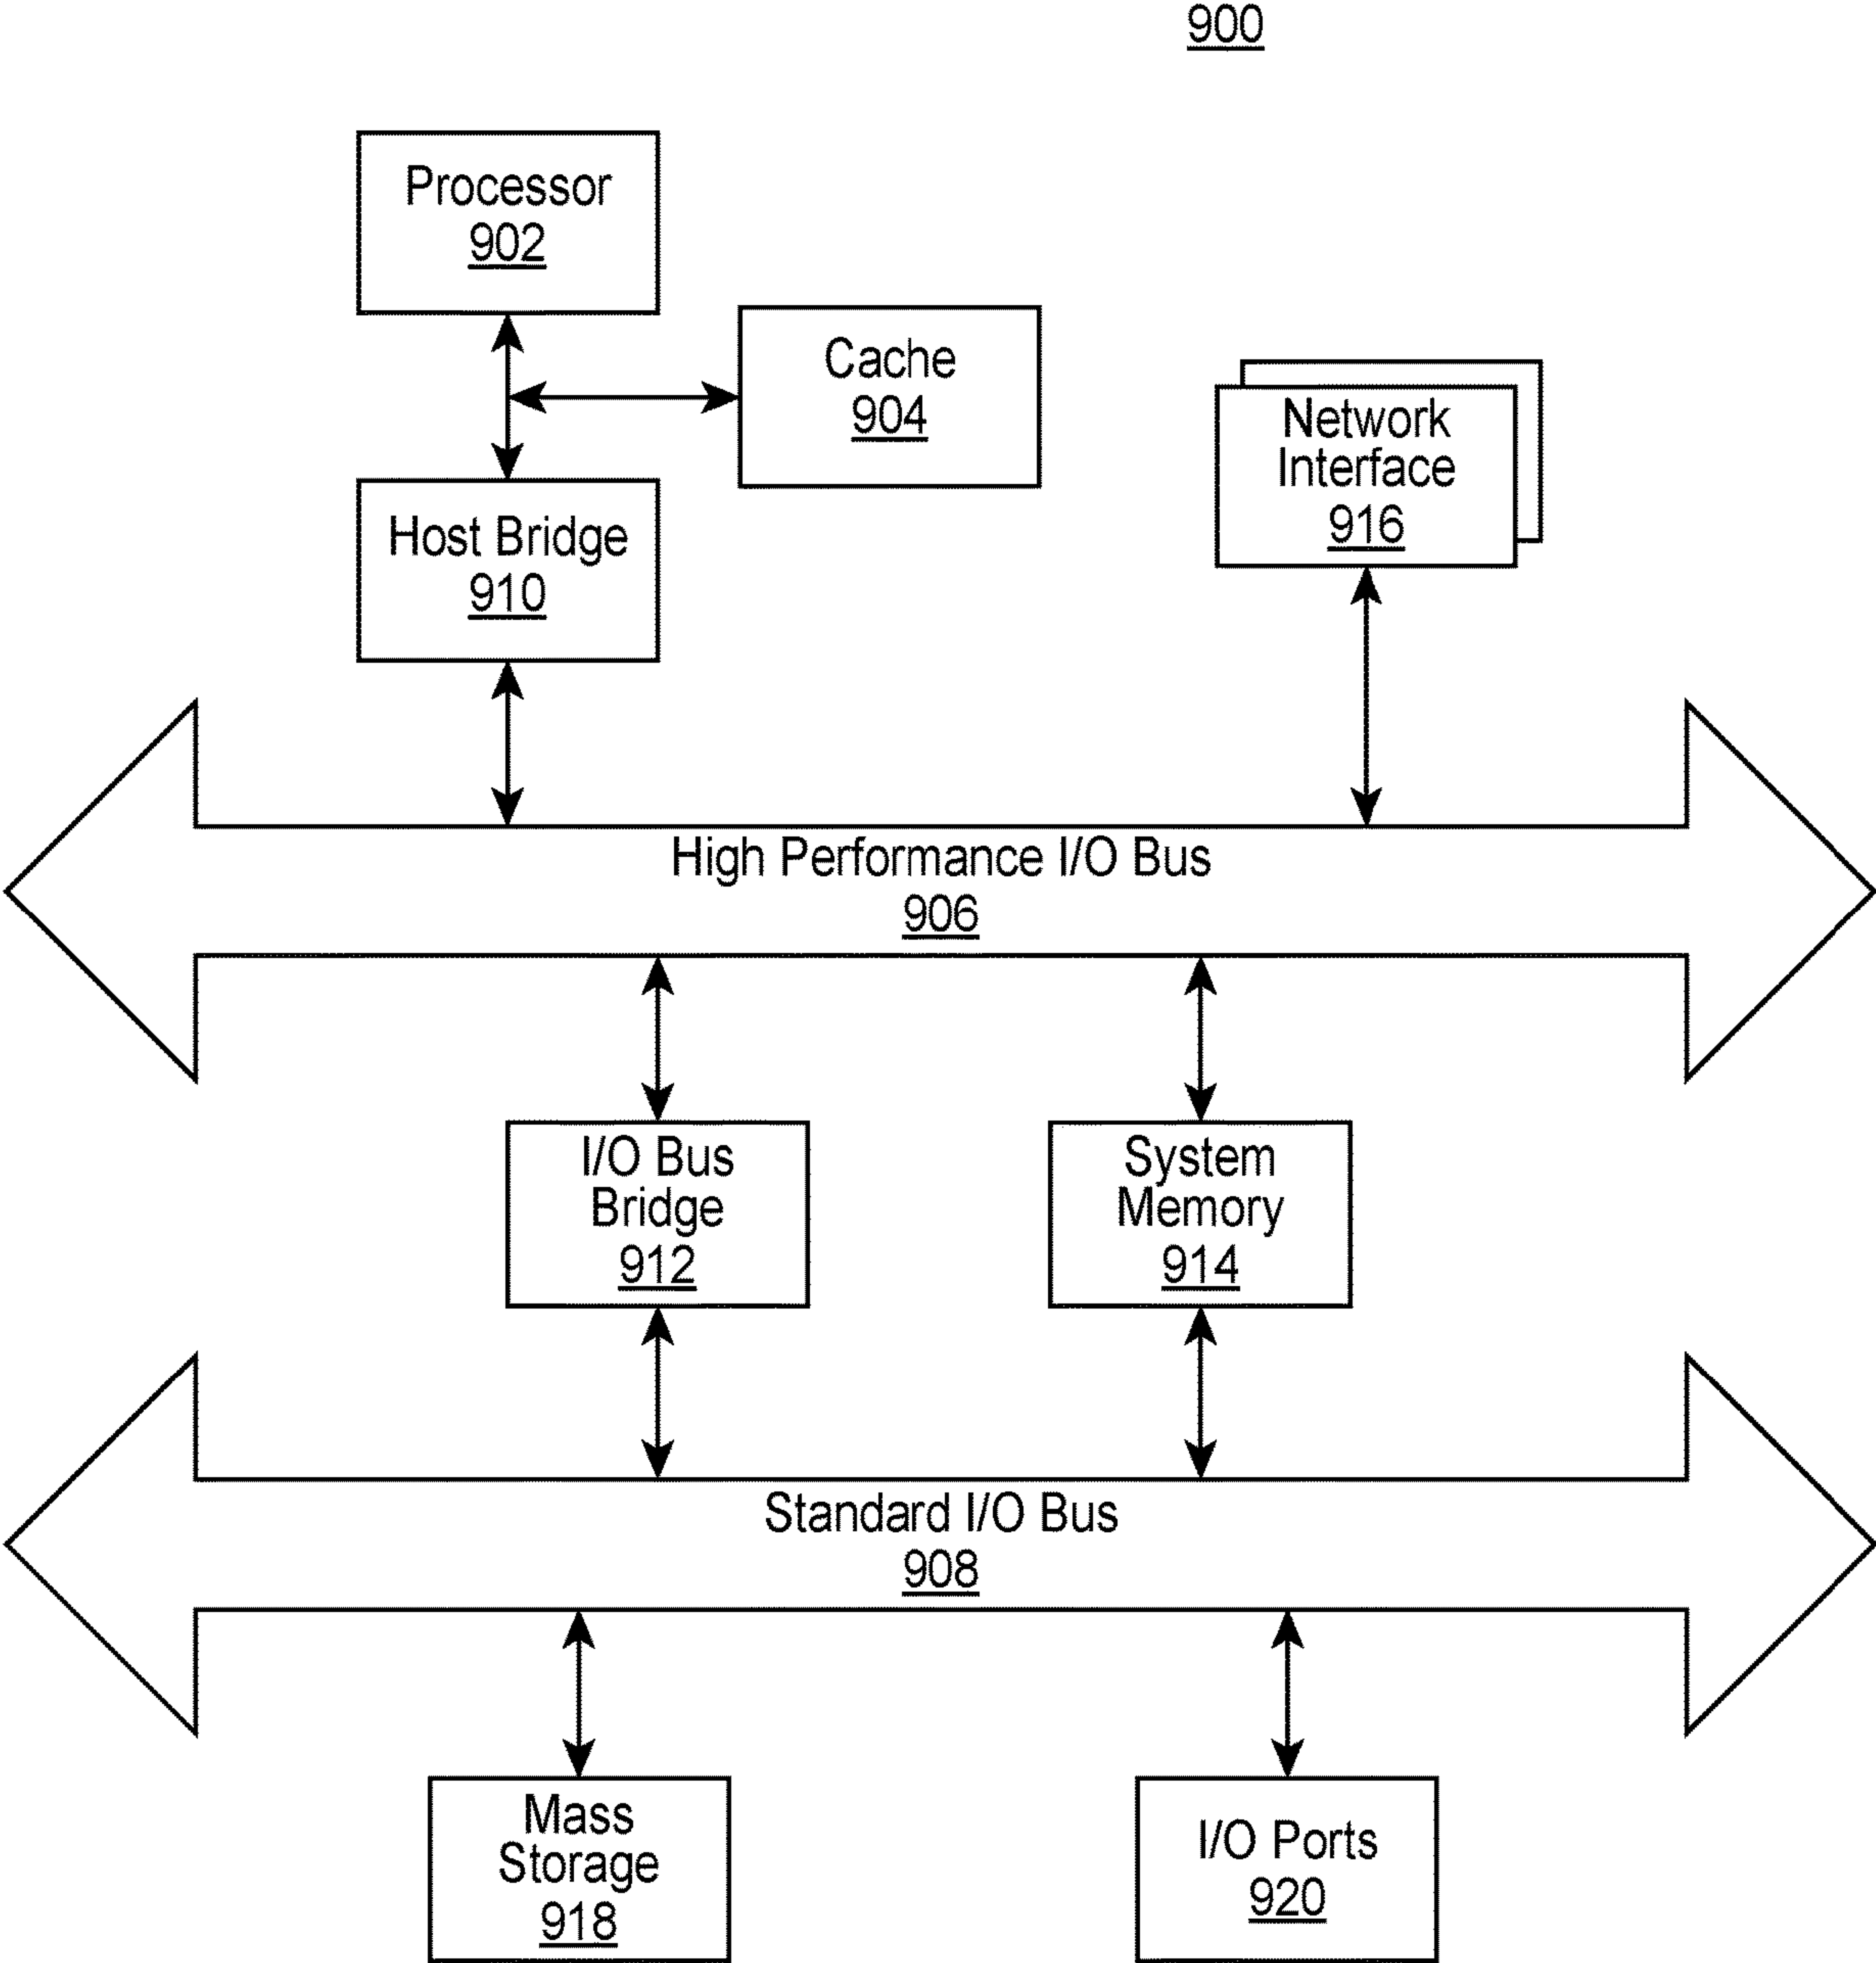 900
Processor
902
Cache
904
Network
Interface
916
Host Bridge
910
High Performance I/O Bus
906
I/O Bus
Bridge
912
System
Memory
914
Standard I/O Bus
908
Mass
Storage
918
I/O Ports
920